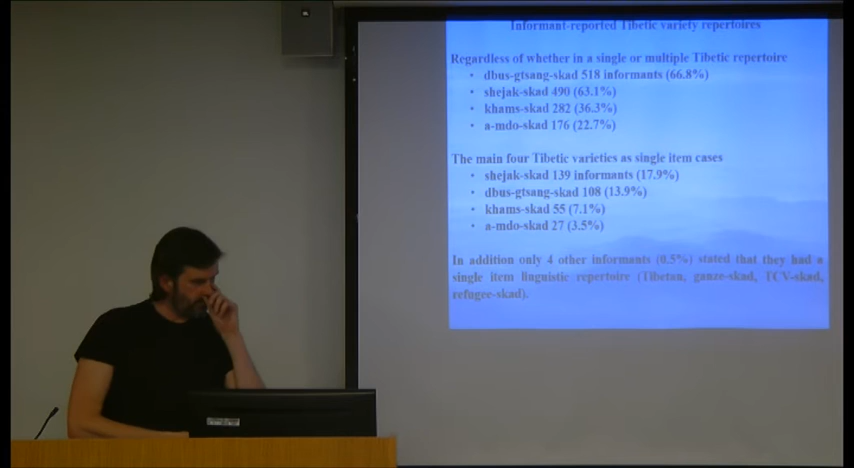 Informant-reported Tibetic variety repertoires
Regardless of whether in a single or multiple Tibetic repertoire
• dbus-gtsang-skad 518 informants (66.8%)
• shejak-skad 490 (63.1%)
• khams-skad 282 (36.3%)
• a-mdo-skad 176 (22.7%)
The main four Tibetic varieties as single item cases
• shejak-skad 139 informants (17.9%)
• dbus-gtsang-skad 108 (13.9%)
• khams-skad 55 (7.1%)
• a-mdo-skad 27 (3.5%)
In addition only 4 other informants (0.5%) stated that they had a
single item linguistic repertoire (Tibetan, ganze-skad, TCV-skad,
refugee-skad).